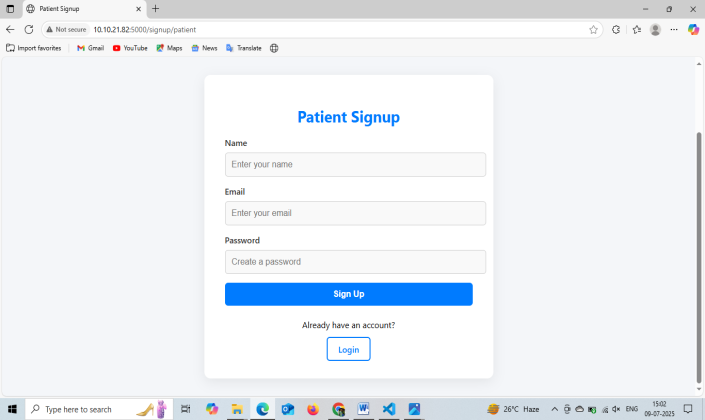 Patient Signup
Not secure 10.10.21.82:5000/signup/patient
Import favorites Gmail YouTube Maps News Translate
Patient Signup
Name
Enter your name
Email
Enter your email
Password
Create a password
Sign Up
Already have an account?
Login
Type here to search
26°C Haze
ENG
15:02
09-07-2025